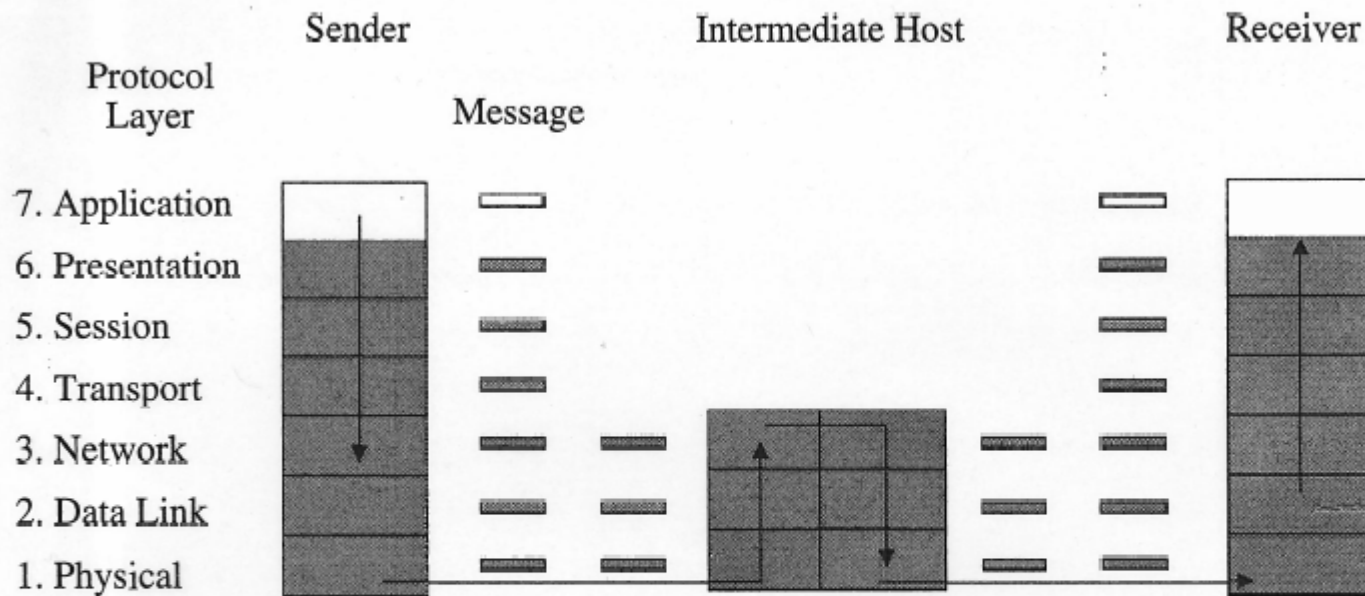 Sender Intermediate Host Receiver
Protocol
Layer
Message
7. Application
6. Presentation
5. Session
4. Transport
3. Network
2. Data Link
1. Physical